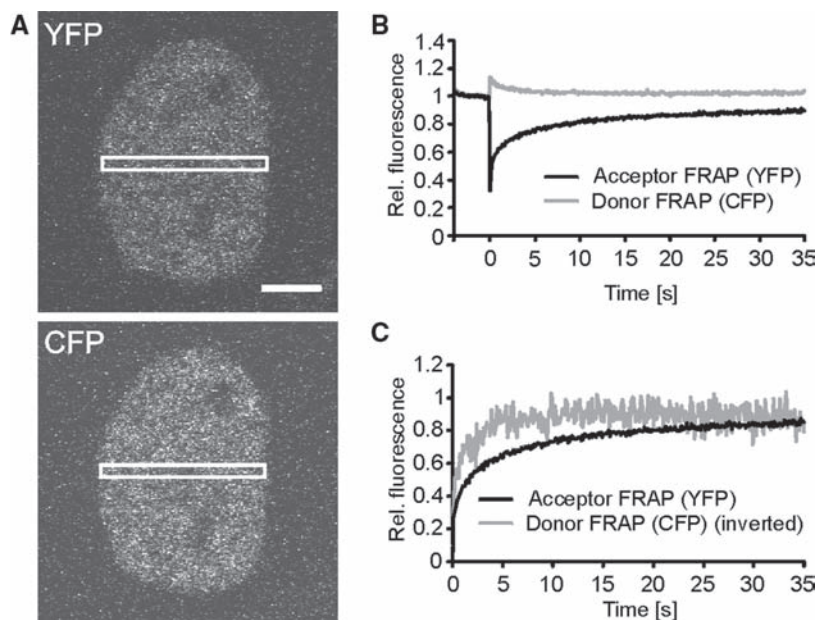 A
YFP
CFP
B
Rel. fluorescence
1.4
1.2
1
0.8
0.6
0.4
0.2
0
Acceptor FRAP (YFP)
Donor FRAP (CFP)
0 5 10 15 20 25 30 35
Time [s]
C
Rel. fluorescence
1.2
1
0.8
0.6
0.4
0.2
0
Acceptor FRAP (YFP)
Donor FRAP (CFP) (inverted)
0 5 10 15 20 25 30 35
Time [s]